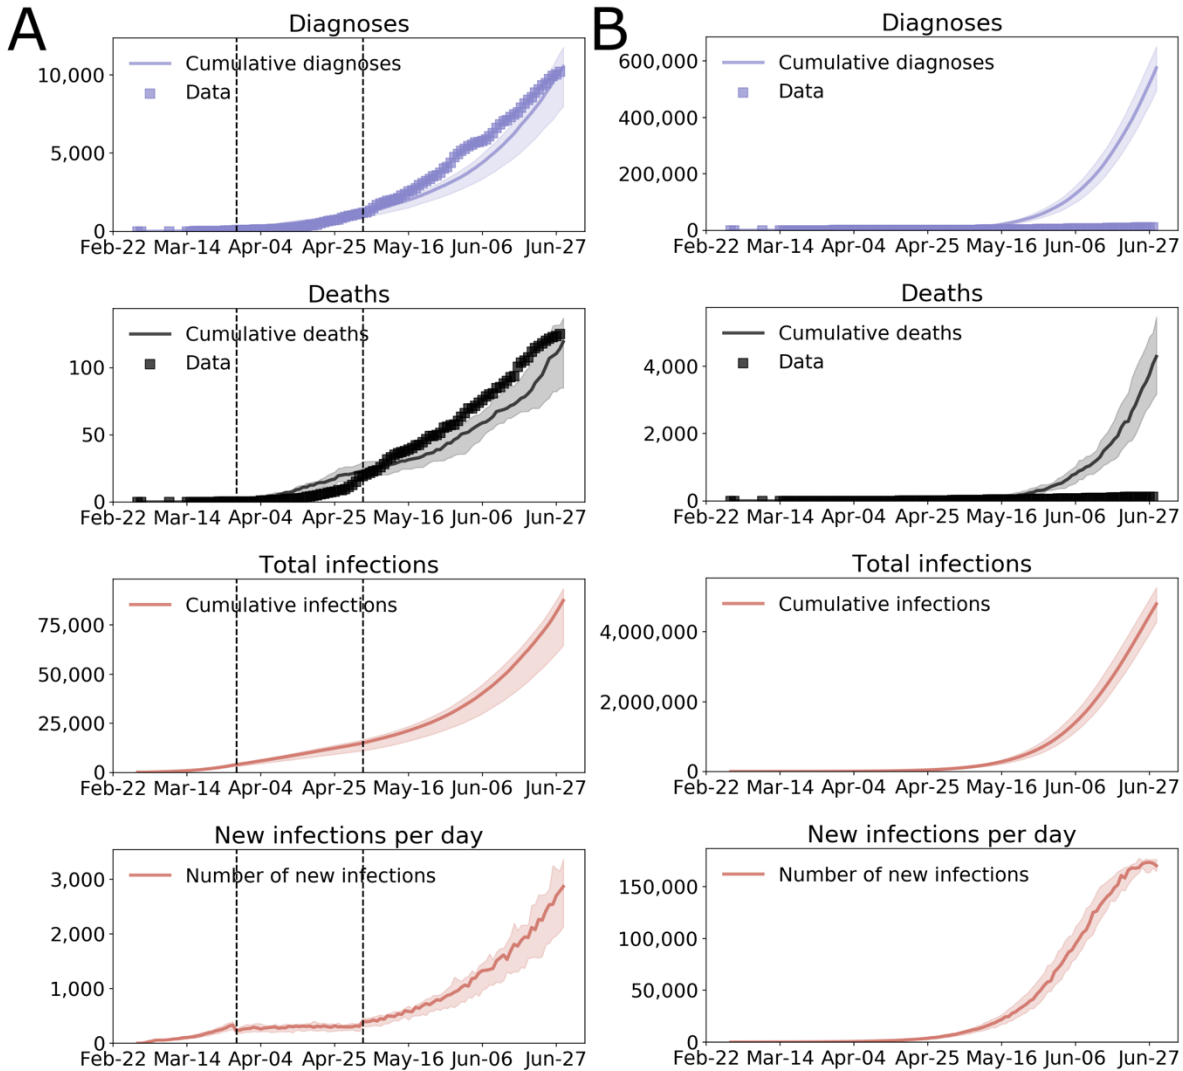 A
Diagnoses
Cumulative diagnoses
Data
10,000
5,000
0
Feb-22 Mar-14 Apr-04 Apr-25 May-16 Jun-06 Jun-27
Deaths
Cumulative deaths
Data
100
50
0
Feb-22 Mar-14 Apr-04 Apr-25 May-16 Jun-06 Jun-27
Total infections
Cumulative infections
75,000
50,000
25,000
0
Feb-22 Mar-14 Apr-04 Apr-25 May-16 Jun-06 Jun-27
New infections per day
Number of new infections
3,000
2,000
1,000
0
Feb-22 Mar-14 Apr-04 Apr-25 May-16 Jun-06 Jun-27
B
Diagnoses
Cumulative diagnoses
Data
600,000
400,000
200,000
0
Feb-22 Mar-14 Apr-04 Apr-25 May-16 Jun-06 Jun-27
Deaths
Cumulative deaths
Data
4,000
2,000
0
Feb-22 Mar-14 Apr-04 Apr-25 May-16 Jun-06 Jun-27
Total infections
Cumulative infections
4,000,000
2,000,000
0
Feb-22 Mar-14 Apr-04 Apr-25 May-16 Jun-06 Jun-27
New infections per day
Number of new infections
150,000
100,000
50,000
0
Feb-22 Mar-14 Apr-04 Apr-25 May-16 Jun-06 Jun-27